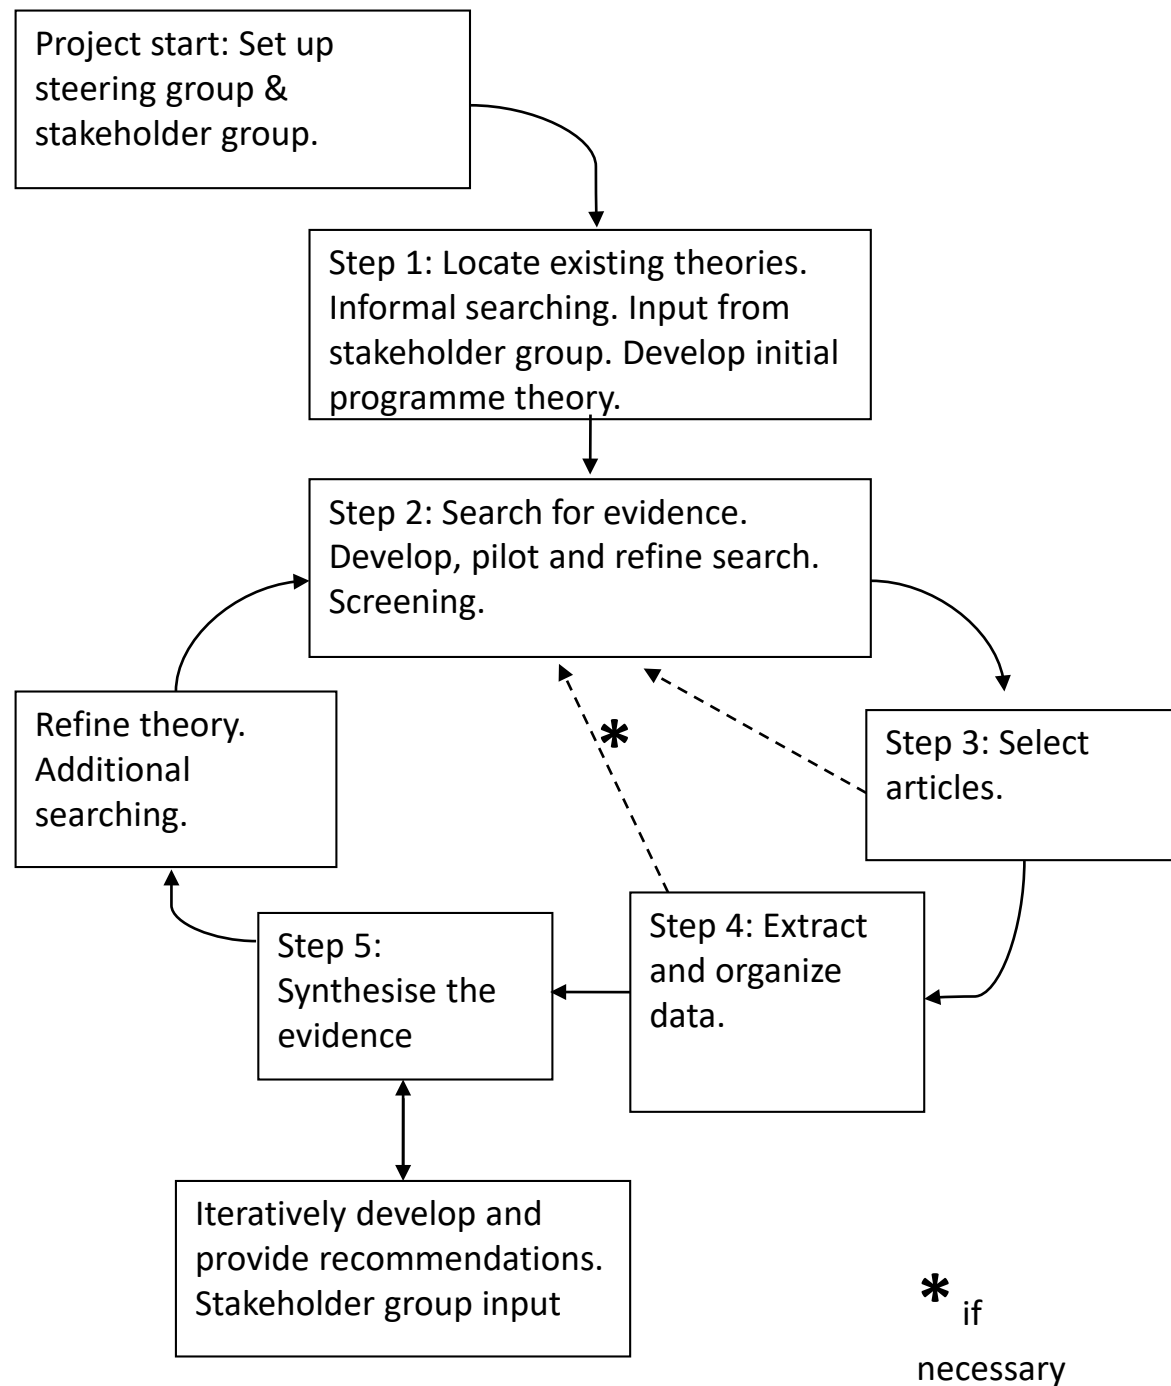 Project start: Set up
steering group &
stakeholder group.
Step 1: Locate existing theories.
Informal searching. Input from
stakeholder group. Develop initial
programme theory.
Step 2: Search for evidence.
Develop, pilot and refine search.
Screening.
Refine theory.
Additional
searching.
*
Step 3: Select
articles.
Step 4: Extract
and organize
data.
Step 5:
Synthesise the
evidence
Iteratively develop and
provide recommendations.
Stakeholder group input
* if
necessary